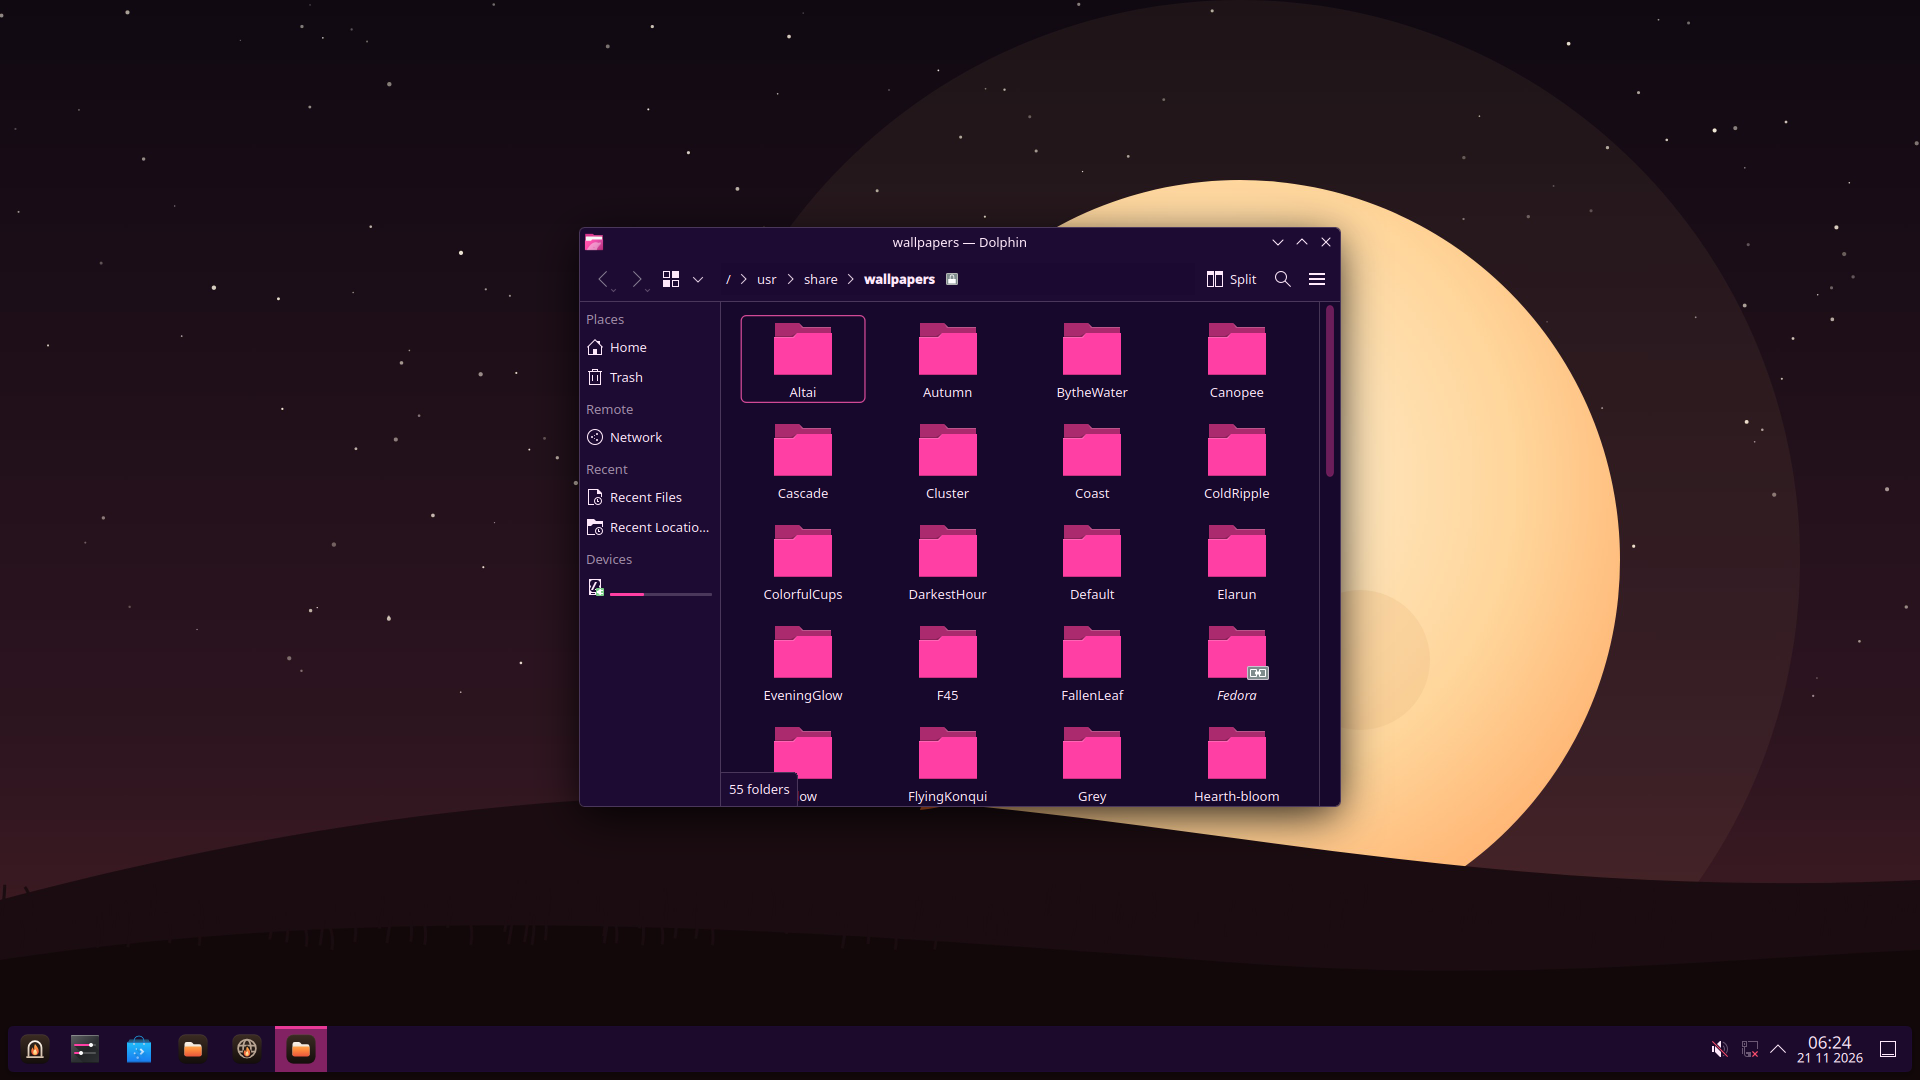 wallpapers — Dolphin
/ usr share wallpapers
Split
Places
Home
Trash
Remote
Network
Recent
Recent Files
Recent Locatio...
Devices
Altai Autumn BytheWater Canopee
Cascade Cluster Coast ColdRipple
ColorfulCups DarkestHour Default Elarun
EveningGlow F45 FallenLeaf Fedora
ow FlyingKonqui Grey Hearth-bloom
55 folders
06:24
21 11 2026